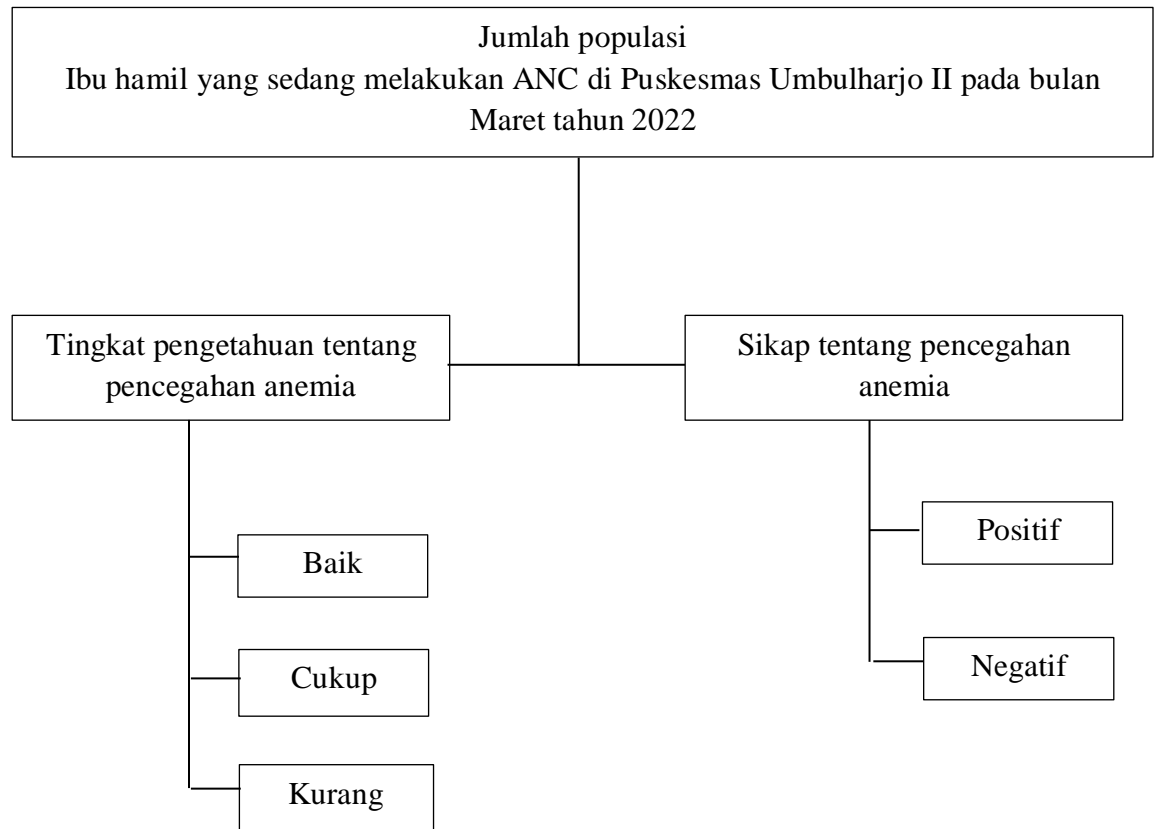 Jumlah populasi
Ibu hamil yang sedang melakukan ANC di Puskesmas Umbulharjo II pada bulan
Maret tahun 2022
Tingkat pengetahuan tentang
pencegahan anemia
Sikap tentang pencegahan
anemia
Baik
Cukup
Kurang
Positif
Negatif